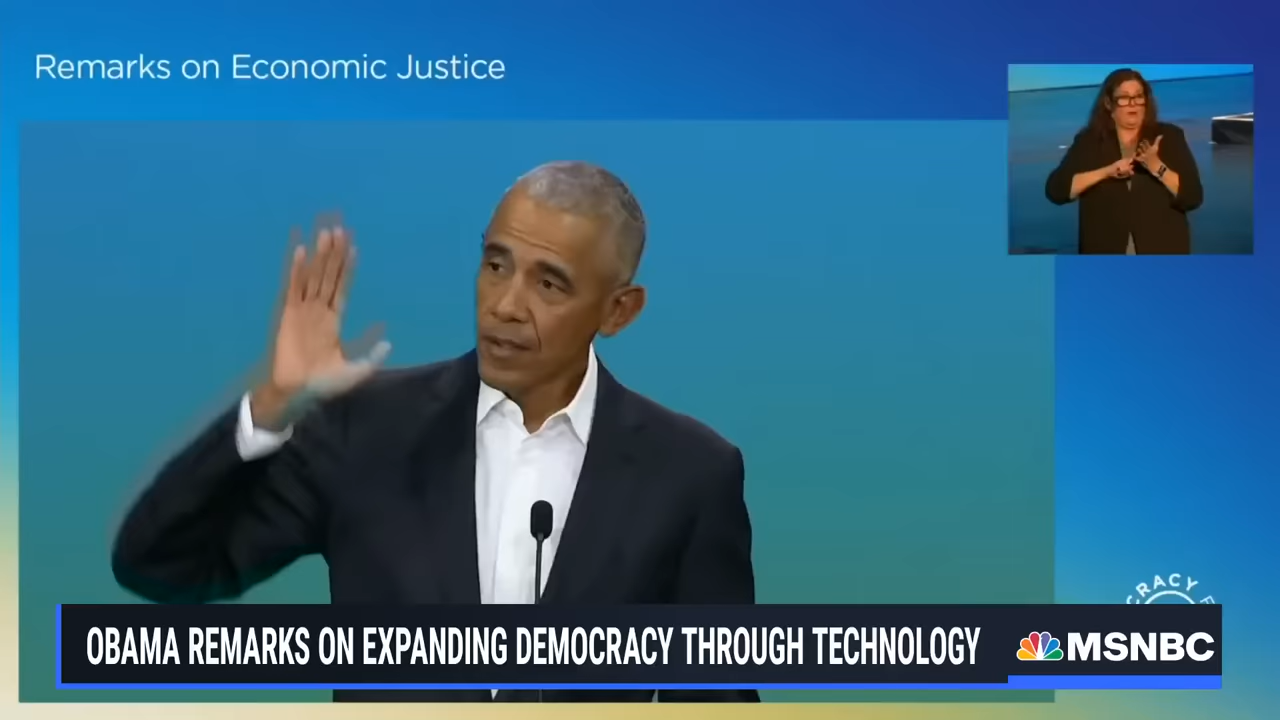 Remarks on Economic Justice
OBAMA REMARKS ON EXPANDING DEMOCRACY THROUGH TECHNOLOGY
MSNBC